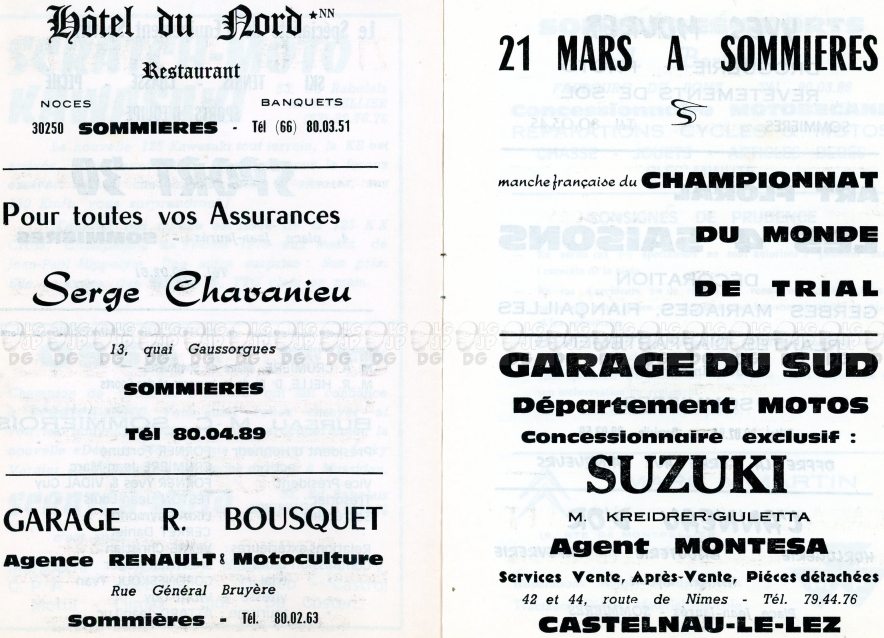 Hôtel du Nord *NN
Restaurant
NOCES BANQUETS
30250 SOMMIERES - Tél (66) 80.03.51
Pour toutes vos Assurances
Serge Chavanieu
13, quai Gaussorgues
SOMMIERES
Tél 80.04.89
GARAGE R. BOUSQUET
Agence RENAULT & Motoculture
Rue Général Bruyère
Sommières - Tél. 80.02.63
21 MARS A SOMMIERES
manche française du CHAMPIONNAT
DU MONDE
DE TRIAL
GARAGE DU SUD
Département MOTOS
Concessionnaire exclusif :
SUZUKI
KREIDRER-GIULETTA
Agent MONTESA
Services Vente, Après-Vente, Piéces détachées
42 et 44, route de Nimes - Tél. 79.44.76
CASTELNAU-LE-LEZ